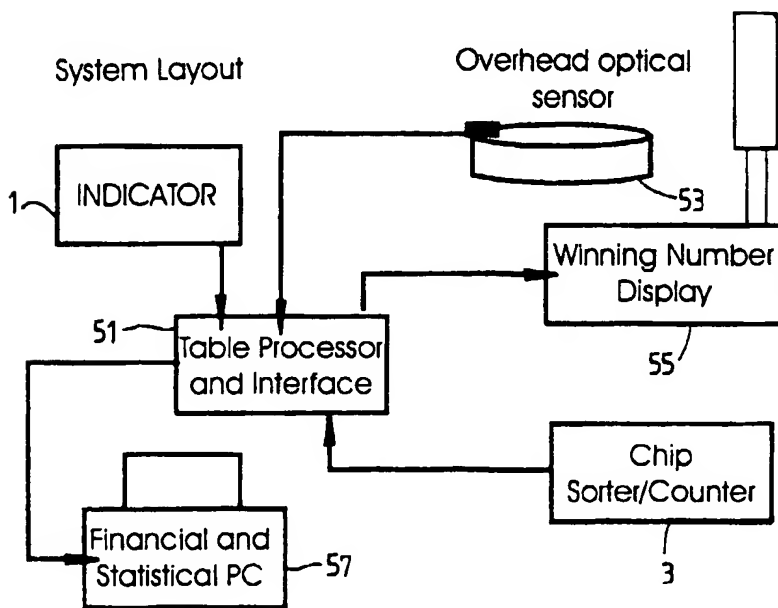 System Layout
Overhead optical
sensor
53
1
INDICATOR
Winning Number
Display
55
51
Table Processor
and Interface
Chip
Sorter/Counter
3
Financial and
Statistical PC
57